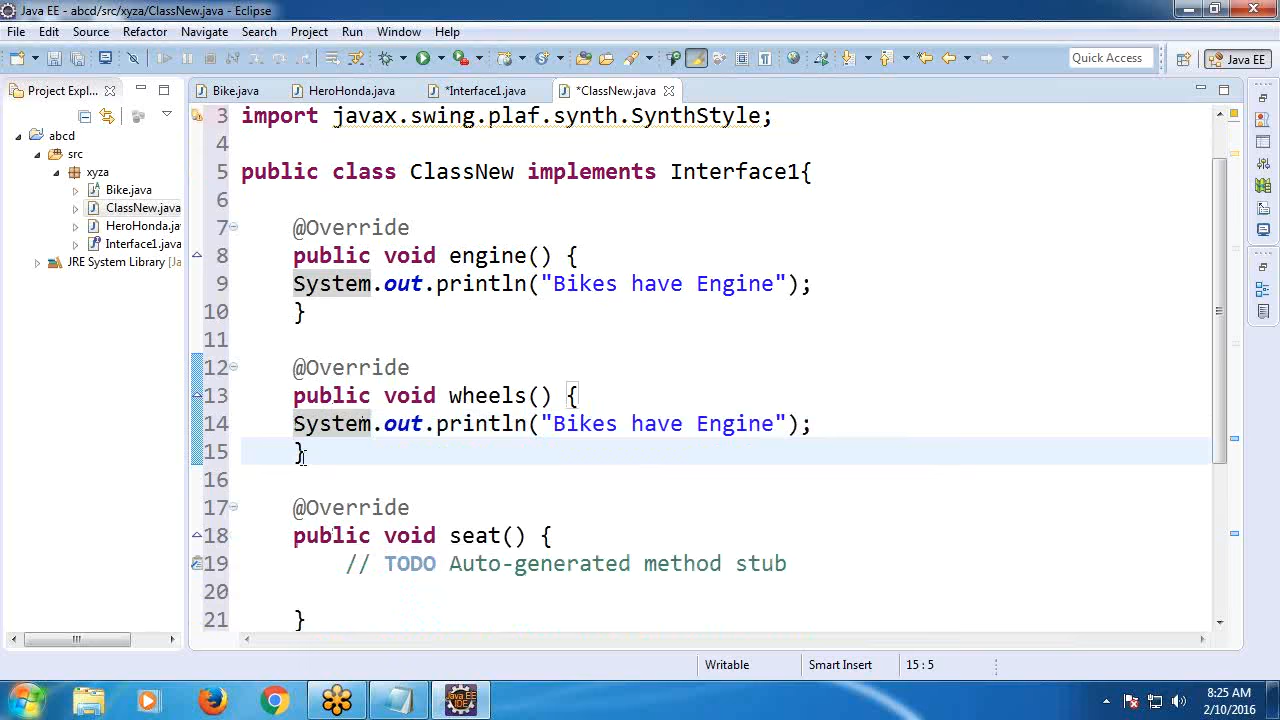 Java EE - abcd/src/xyza/ClassNew.java - Eclipse
File Edit Source Refactor Navigate Search Project Run Window Help
Quick Access
Java EE
Project Expl...
Bike.java
HeroHonda.java
*Interface1.java
*ClassNew.java
abcd
src
xyza
Bike.java
ClassNew.java
HeroHonda.ja
Interface1.java
JRE System Library [Ja
3 import javax.swing.plaf.synth.SynthStyle;
4
5 public class ClassNew implements Interface1{
6
7 @Override
8 public void engine() {
9 System.out.println("Bikes have Engine");
10 }
11
12 @Override
13 public void wheels() {
14 System.out.println("Bikes have Engine");
15 }
16
17 @Override
18 public void seat() {
19 // TODO Auto-generated method stub
20
21 }
Writable
Smart Insert
15 : 5
Java EE
IDE
8:25 AM
2/10/2016